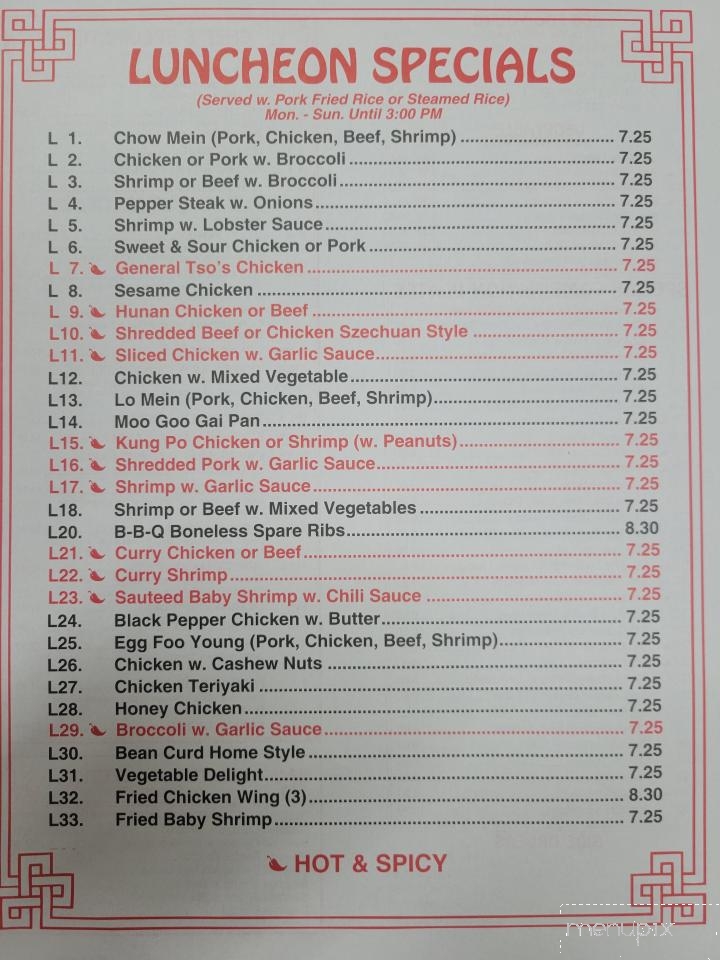 LUNCHEON SPECIALS
(Served w. Pork Fried Rice or Steamed Rice)
Mon. - Sun. Until 3:00 PM
L 1. Chow Mein (Pork, Chicken, Beef, Shrimp) 7.25
L 2. Chicken or Pork w. Broccoli 7.25
L 3. Shrimp or Beef w. Broccoli 7.25
L 4. Pepper Steak w. Onions 7.25
L 5. Shrimp w. Lobster Sauce 7.25
L 6. Sweet & Sour Chicken or Pork 7.25
L 7. General Tso's Chicken 7.25
L 8. Sesame Chicken 7.25
L 9. Hunan Chicken or Beef 7.25
L10. Shredded Beef or Chicken Szechuan Style 7.25
L11. Sliced Chicken w. Garlic Sauce 7.25
L12. Chicken w. Mixed Vegetable 7.25
L13. Lo Mein (Pork, Chicken, Beef, Shrimp) 7.25
L14. Moo Goo Gai Pan 7.25
L15. Kung Po Chicken or Shrimp (w. Peanuts) 7.25
L16. Shredded Pork w. Garlic Sauce 7.25
L17. Shrimp w. Garlic Sauce 7.25
L18. Shrimp or Beef w. Mixed Vegetables 7.25
L20. B-B-Q Boneless Spare Ribs 8.30
L21. Curry Chicken or Beef 7.25
L22. Curry Shrimp 7.25
L23. Sauteed Baby Shrimp w. Chili Sauce 7.25
L24. Black Pepper Chicken w. Butter 7.25
L25. Egg Foo Young (Pork, Chicken, Beef, Shrimp) 7.25
L26. Chicken w. Cashew Nuts 7.25
L27. Chicken Teriyaki 7.25
L28. Honey Chicken 7.25
L29. Broccoli w. Garlic Sauce 7.25
L30. Bean Curd Home Style 7.25
L31. Vegetable Delight 7.25
L32. Fried Chicken Wing (3) 8.30
L33. Fried Baby Shrimp 7.25
HOT & SPICY
menupix